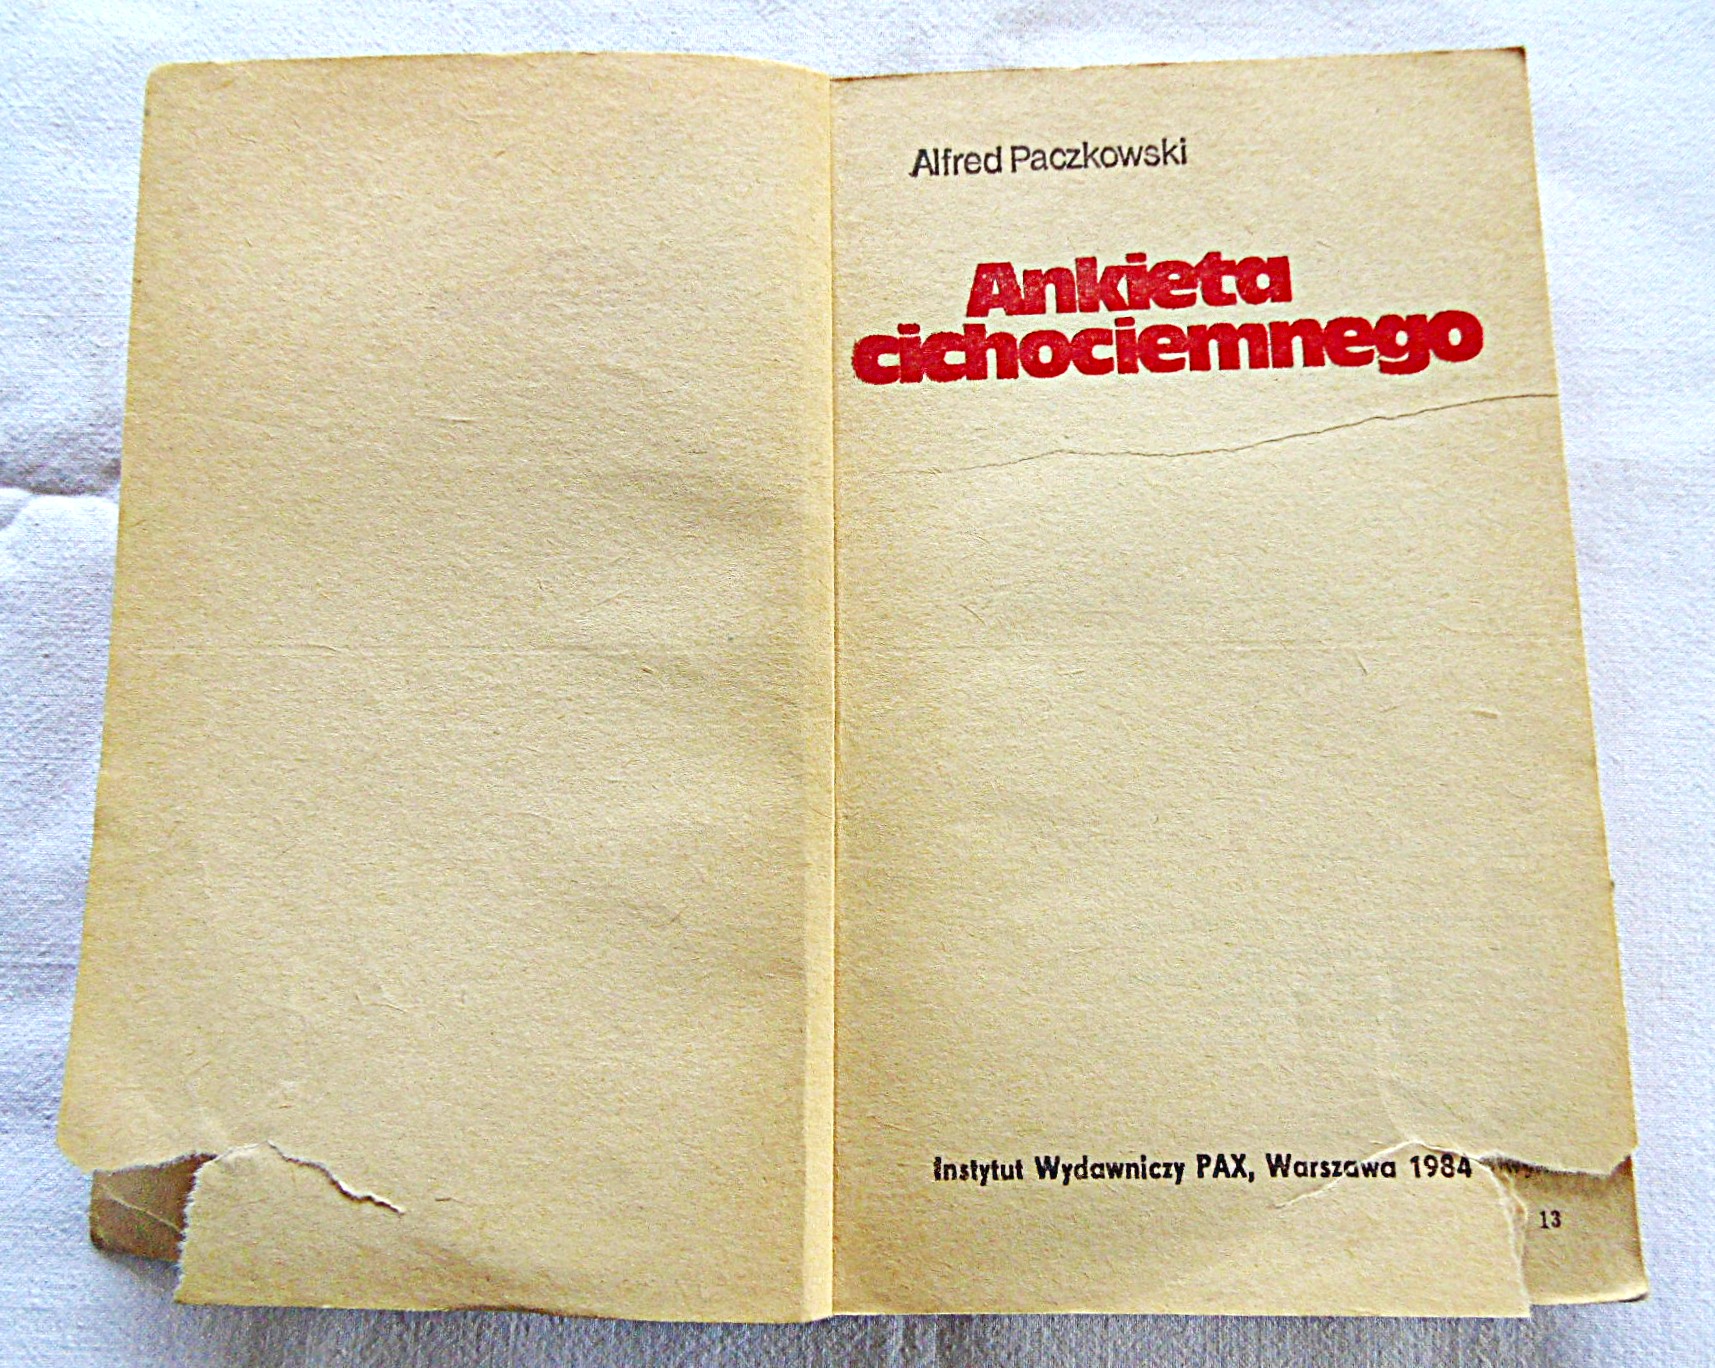 Alfred Paczkowski
Ankieta
cichociemnego
Instytut Wydawniczy PAX, Warszawa 1984
13